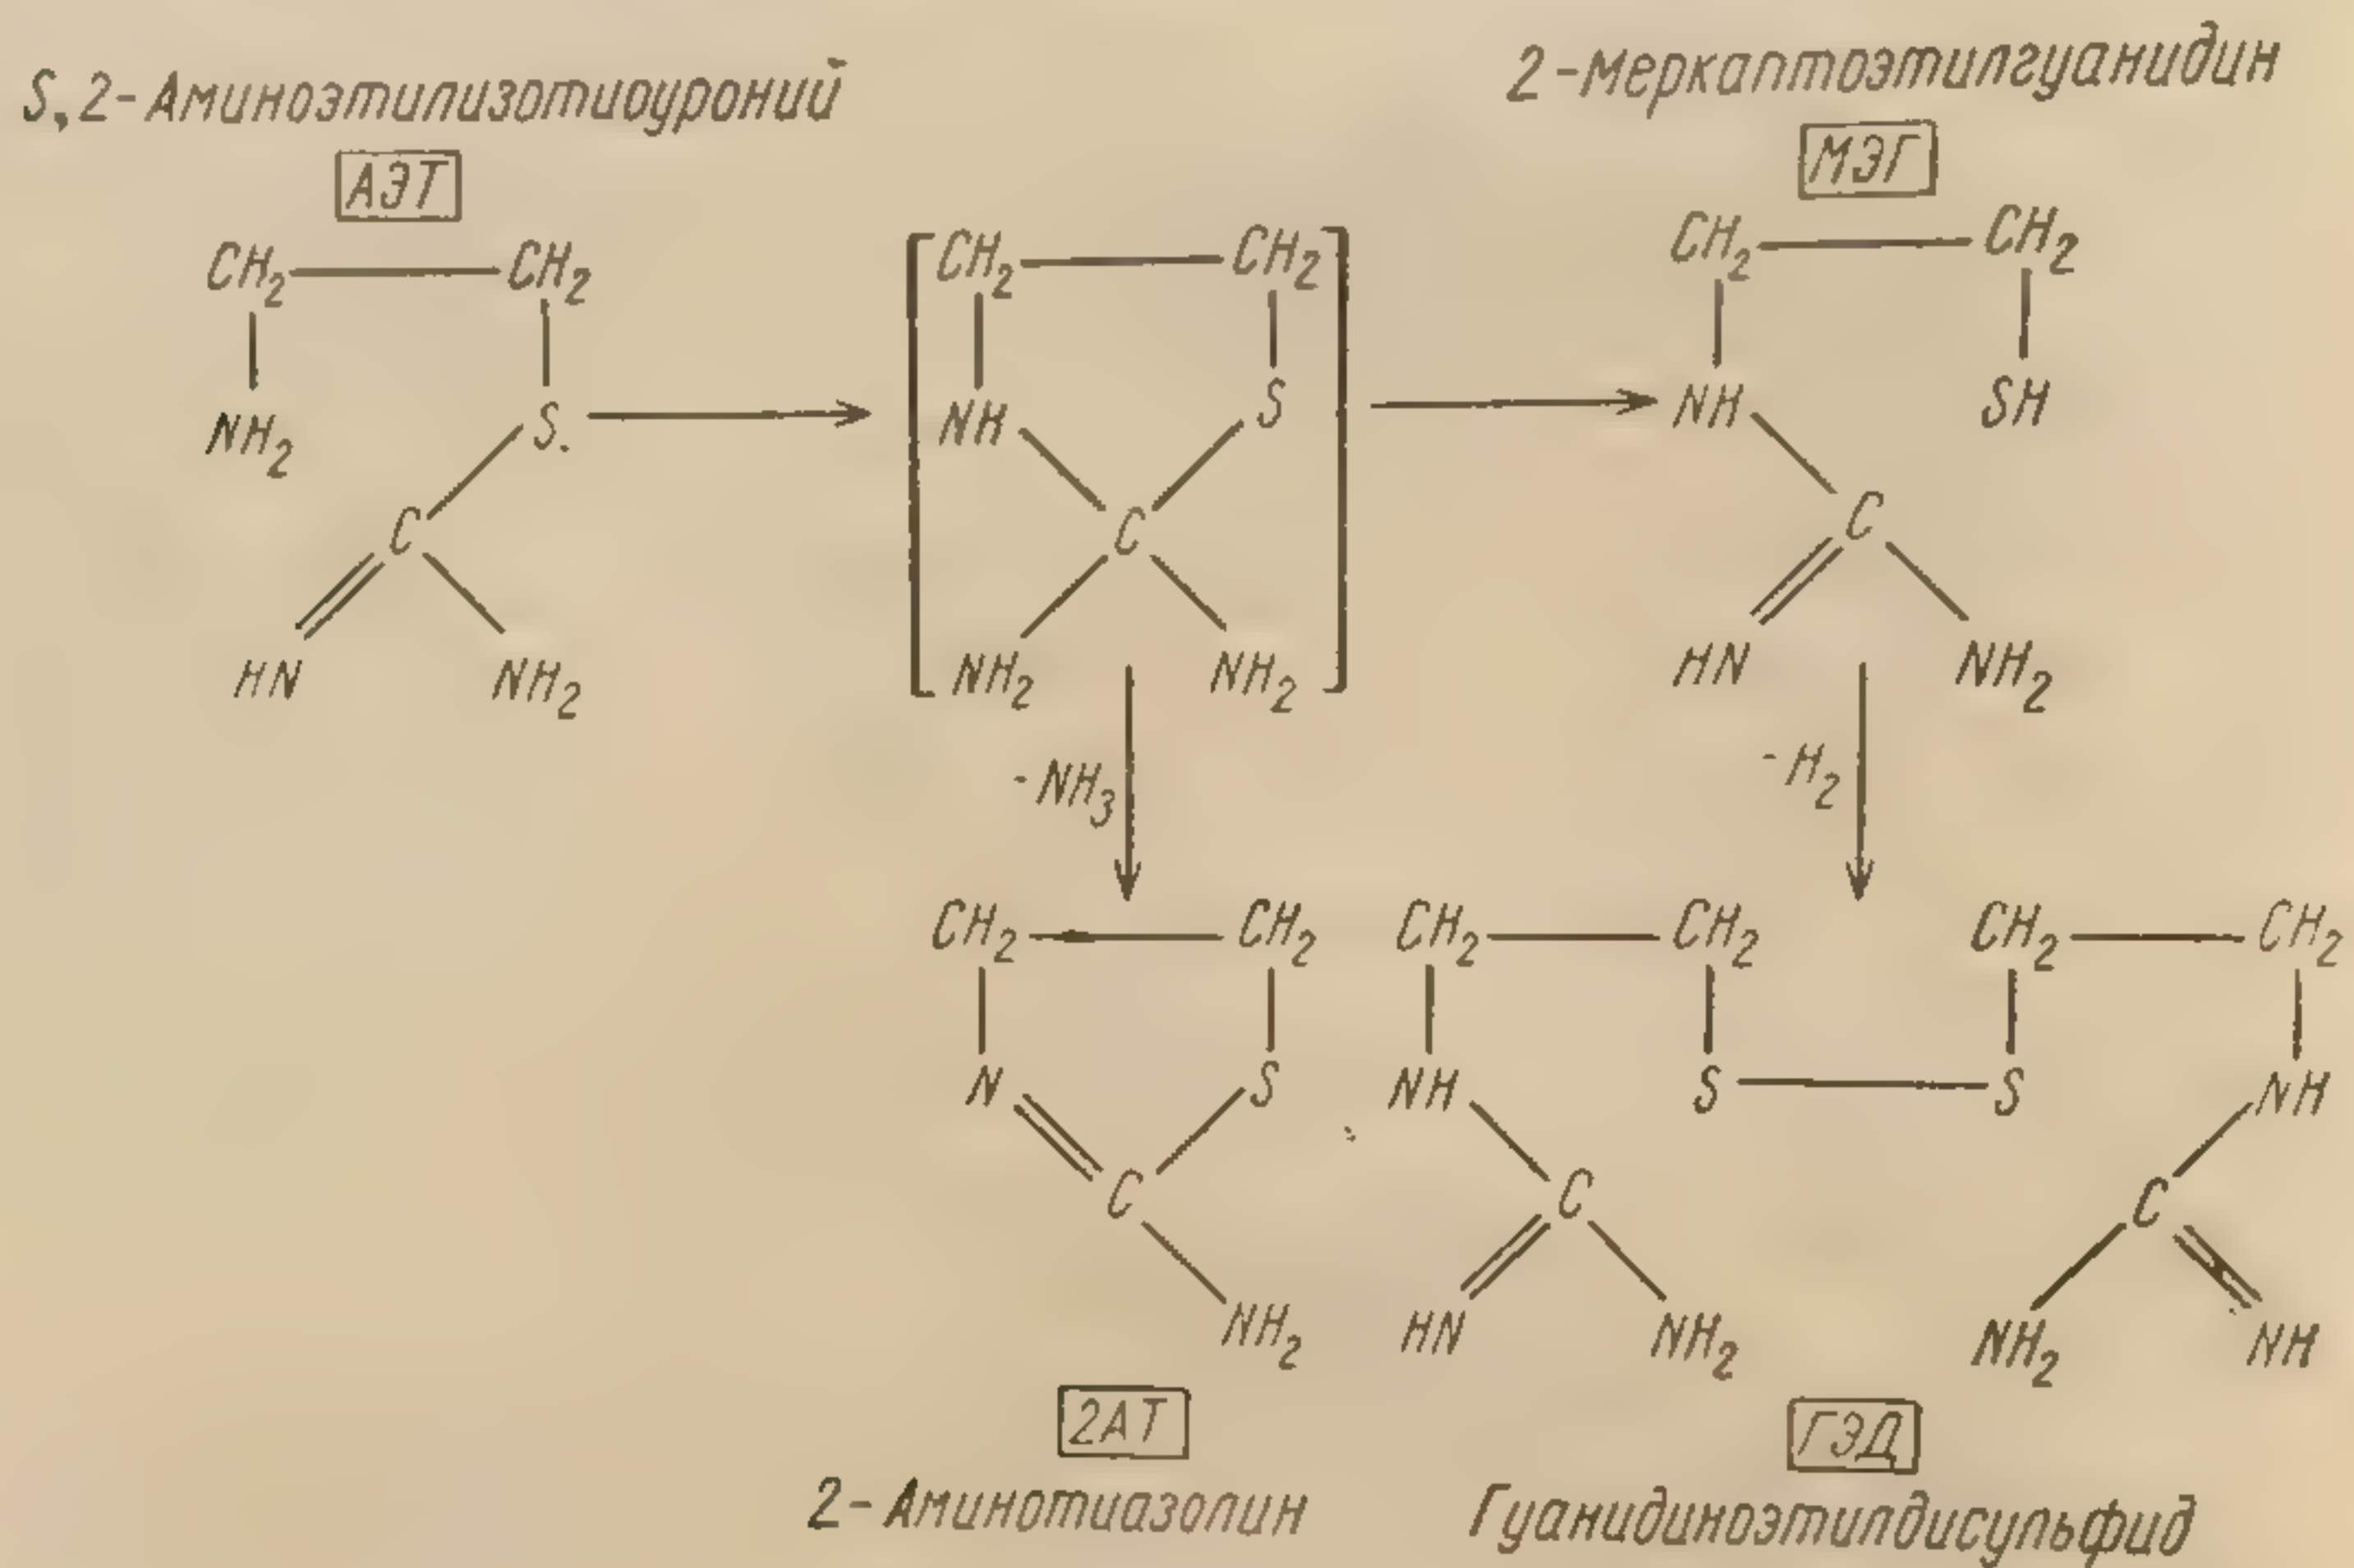 S,2-Аминоэтилизотиоуроний
2-Меркаптоэтилгуанидин
АЭТ
МЭГ
CH2 CH2
CH2 CH2
CH2 CH2
NH2 S.
NH S
NH SH
C
C
C
HN NH2
NH2 NH2
HN NH2
-NH3
-H2
CH2 CH2
CH2 CH2 CH2 CH2
N S
NH S S NH
C
C C
NH2
HN NH2 NH2 NH
2АТ
ГЭД
2-Аминотиазолин
Гуанидиноэтилдисульфид